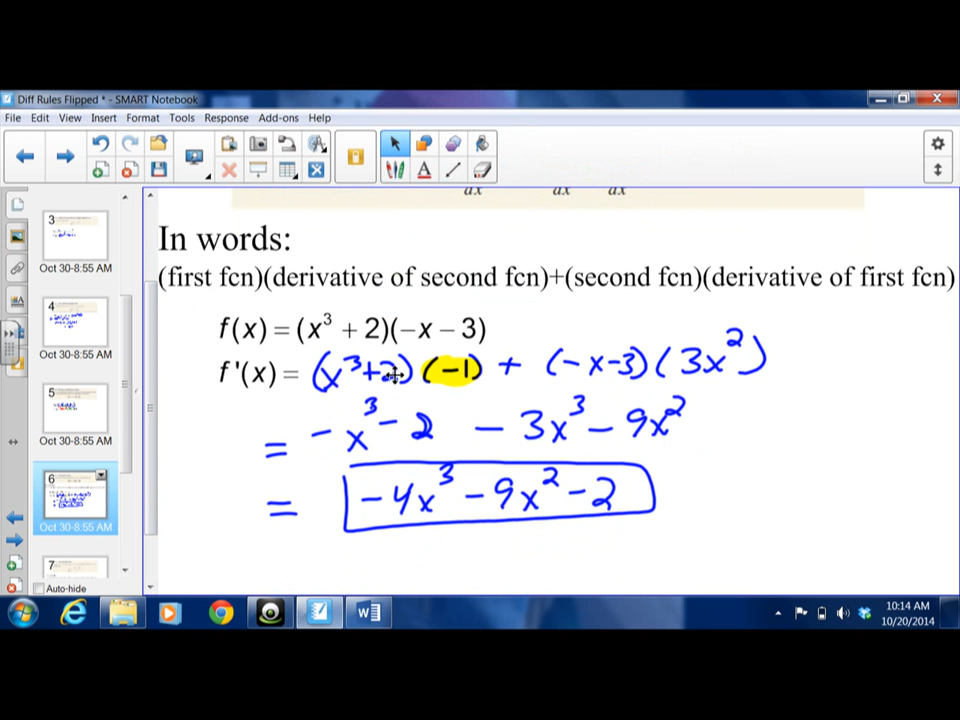 Diff Rules Flipped * - SMART Notebook
File Edit View Insert Format Tools Response Add-ons Help
dx dx dx
3
Oct 30-8:55 AM
4
Oct 30-8:55 AM
5
Oct 30-8:55 AM
6
Oct 30-8:55 AM
7
Auto-hide
In words:
(first fcn)(derivative of second fcn)+(second fcn)(derivative of first fcn)
f(x) = (x³ + 2)(−x − 3)
f'(x) = (x³+2)(−1) + (−x−3)(3x²)
= −x³ − 2 − 3x³ − 9x²
= −4x³ − 9x² − 2
10:14 AM
10/20/2014